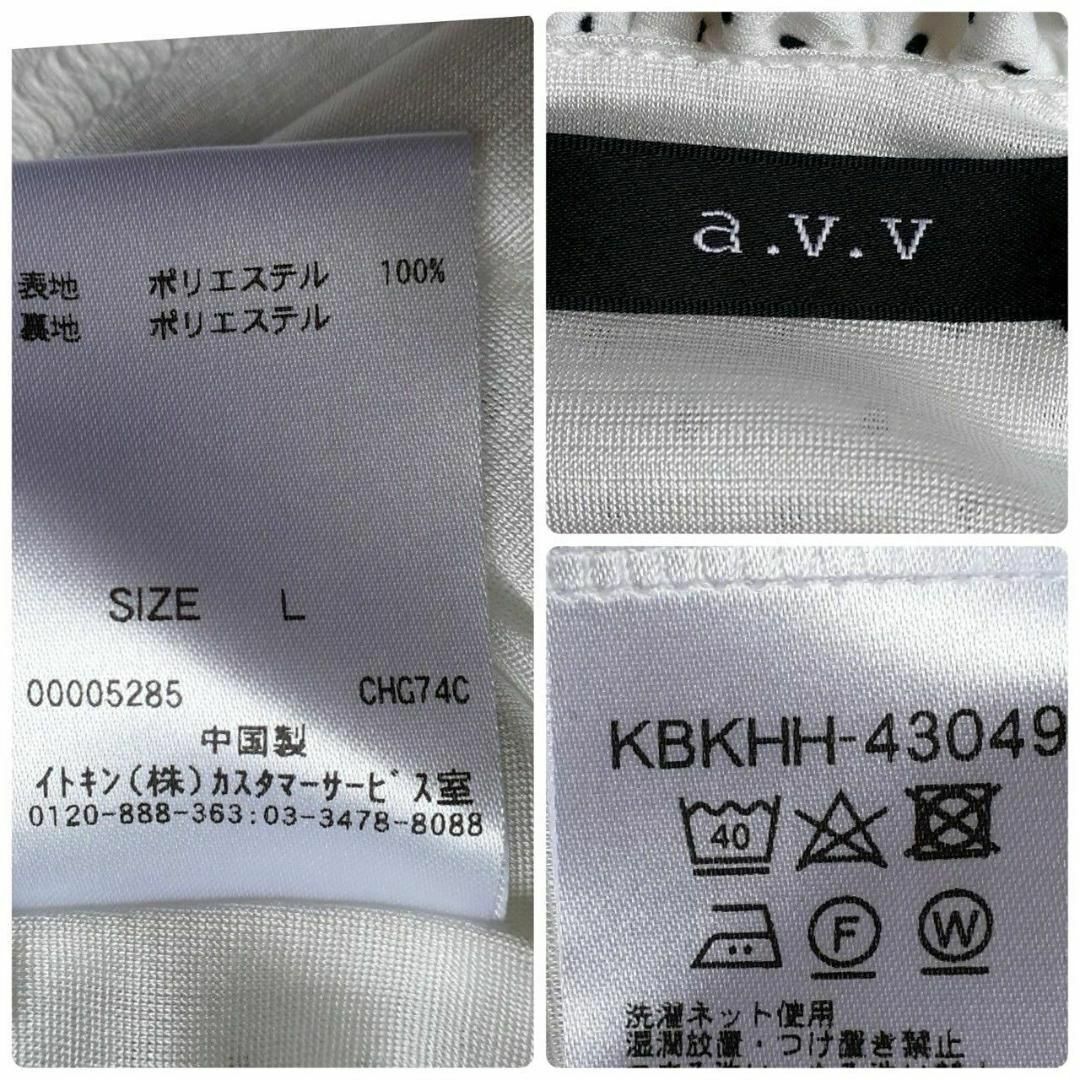 表地 ポリエステル 100%
裏地 ポリエステル
SIZE L
00005285 CHG74C
中国製
イトキン(株)カスタマーサービス室
0120-888-363:03-3478-8088
a.v.v
KBKHH-43049
40
F W
洗濯ネット使用
湿潤放置・つけ置き禁止